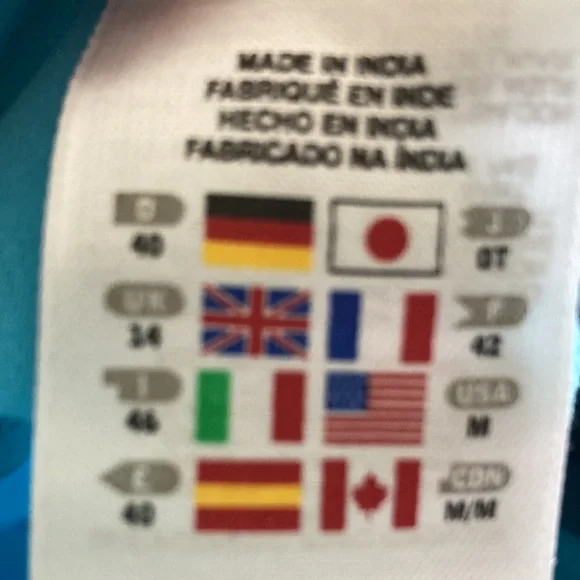 MADE IN INDIA
FABRIQUÉ EN INDE
HECHO EN INDIA
FABRICADO NA ÍNDIA
D J
40 OT
UK F
14 42
I USA
46 M
E CDN
40 M/M